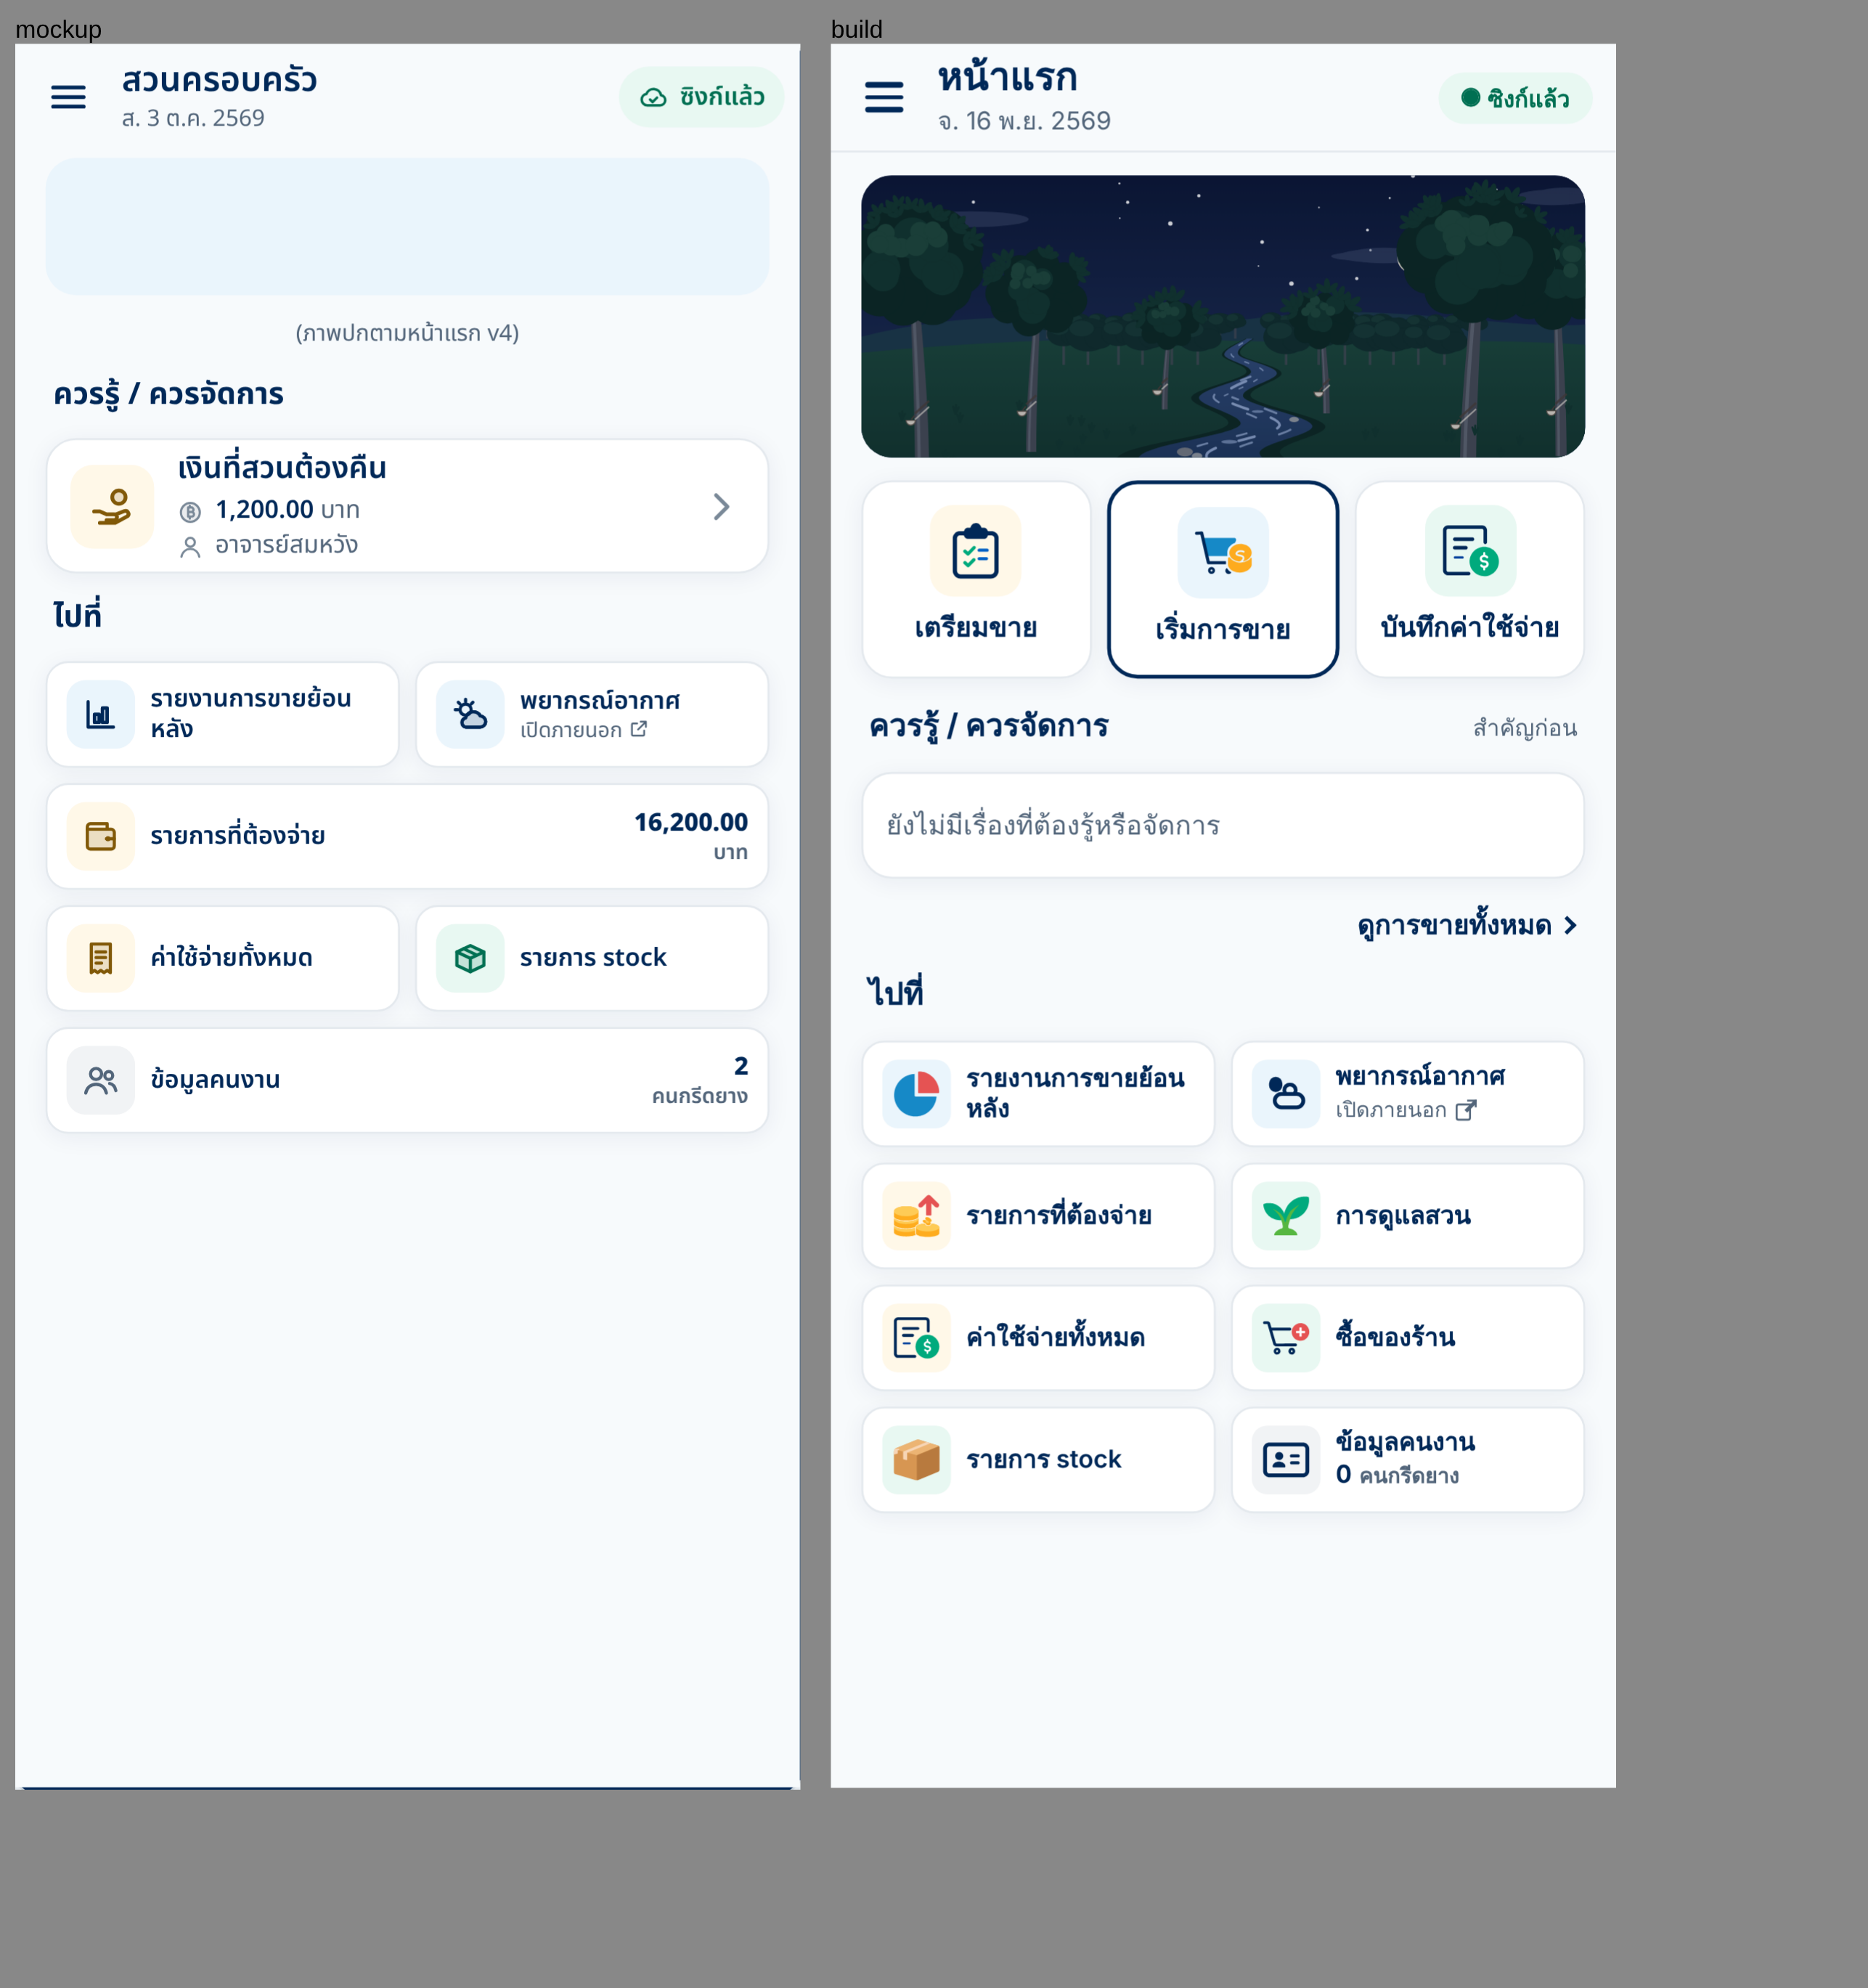 mockup
สวนครอบครัว
ส. 3 ต.ค. 2569
ซิงก์แล้ว
(ภาพปกตามหน้าแรก v4)
ควรรู้ / ควรจัดการ
เงินที่สวนต้องคืน
1,200.00 บาท
อาจารย์สมหวัง
ไปที่
รายงานการขายย้อน
หลัง
พยากรณ์อากาศ
เปิดภายนอก
รายการที่ต้องจ่าย
16,200.00
บาท
ค่าใช้จ่ายทั้งหมด
รายการ stock
ข้อมูลคนงาน
2
คนกรีดยาง
build
หน้าแรก
จ. 16 พ.ย. 2569
ซิงก์แล้ว
เตรียมขาย
เริ่มการขาย
บันทึกค่าใช้จ่าย
ควรรู้ / ควรจัดการ
สำคัญก่อน
ยังไม่มีเรื่องที่ต้องรู้หรือจัดการ
ดูการขายทั้งหมด
ไปที่
รายงานการขายย้อน
หลัง
พยากรณ์อากาศ
เปิดภายนอก
รายการที่ต้องจ่าย
การดูแลสวน
ค่าใช้จ่ายทั้งหมด
ซื้อของร้าน
รายการ stock
ข้อมูลคนงาน
0 คนกรีดยาง